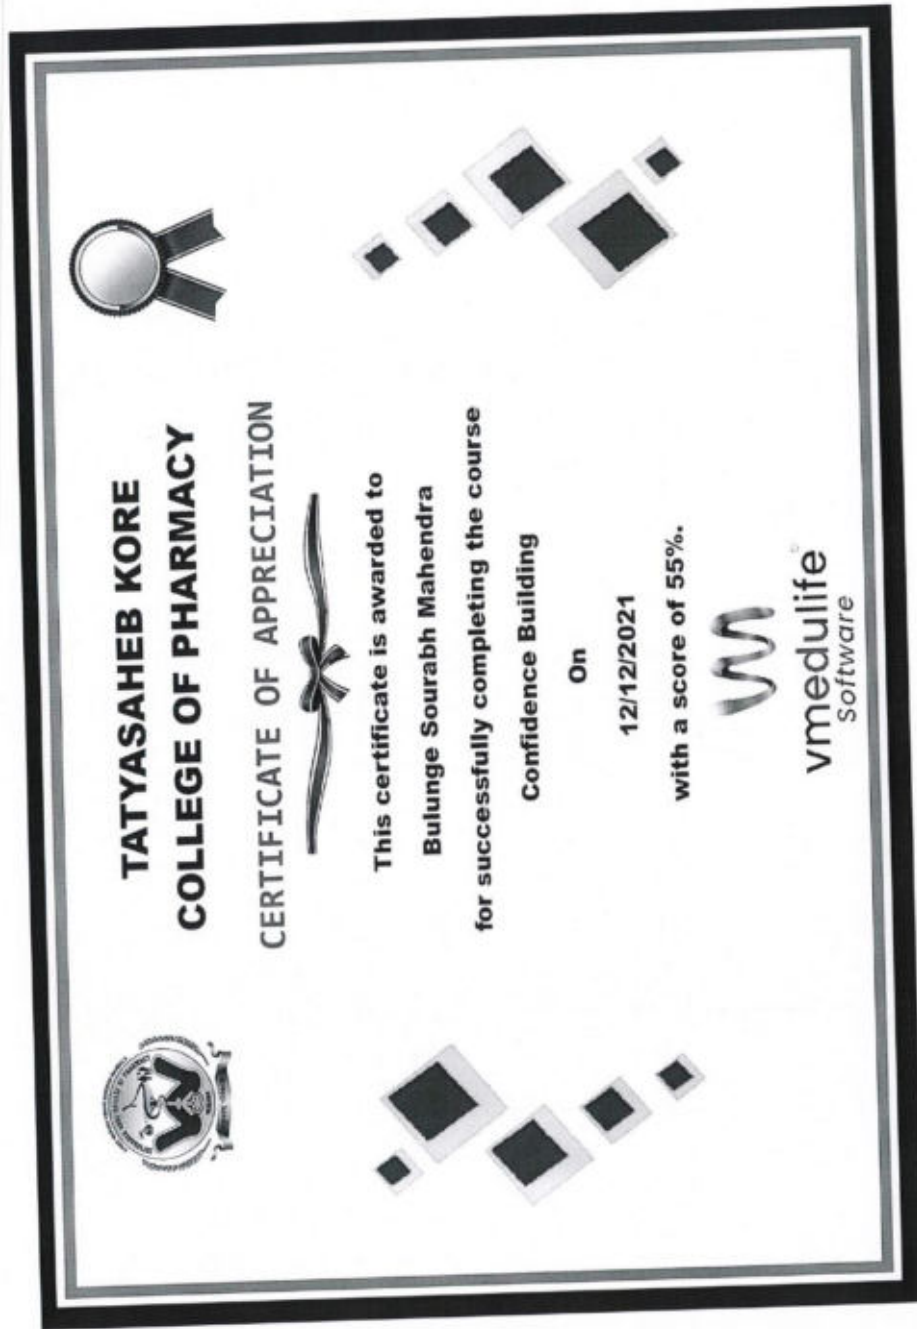 TATYASAHEB KORE
COLLEGE OF PHARMACY
CERTIFICATE OF APPRECIATION
This certificate is awarded to
Bulunge Sourabh Mahendra
for successfully completing the course
Confidence Building
On
12/12/2021
with a score of 55%.
vmedulife
Software